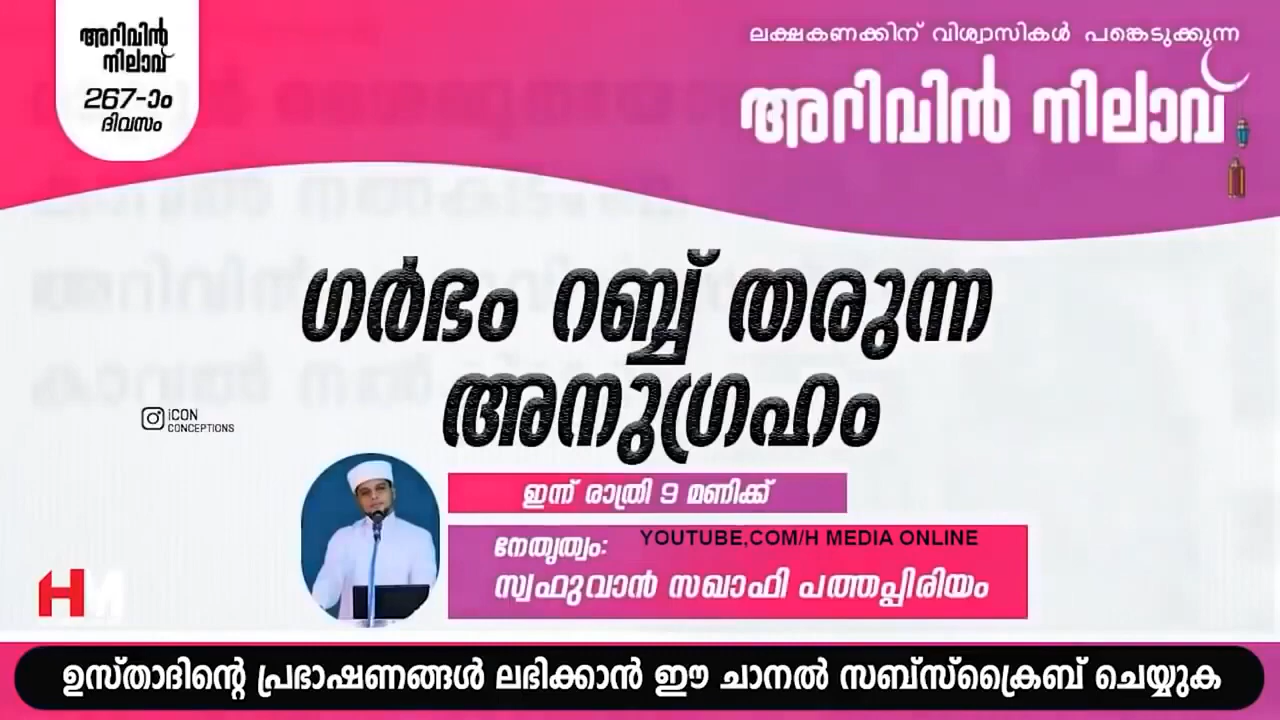 അറിവിൻ
നിലാവ്
267-ാം
ദിവസം
ലക്ഷകണക്കിന് വിശ്വാസികൾ പങ്കെടുക്കുന്ന
അറിവിൻ നിലാവ്
ഗർഭം റബ്ബ് തരുന്ന
അനുഗ്രഹം
iCON
CONCEPTIONS
ഇന്ന് രാത്രി 9 മണിക്ക്
നേതൃത്വം:
YOUTUBE,COM/H MEDIA ONLINE
സ്വഫുവാൻ സഖാഫി പത്തപ്പിരിയം
HM
ഉസ്താദിന്റെ പ്രഭാഷണങ്ങൾ ലഭിക്കാൻ ഈ ചാനൽ സബ്സ്ക്രൈബ് ചെയ്യുക